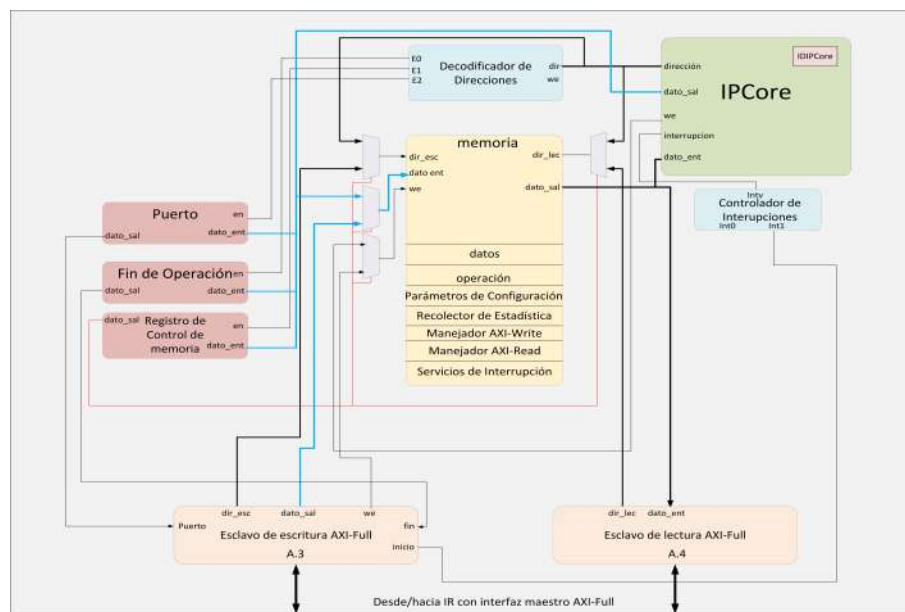 IDIPCore
E0
E1
E2
Decodificador de
Direcciones
dir
we
dirección
IPCore
dato_sal
we
interrupcion
dato_ent
memoria
dir_esc
dir_lec
dato ent
we
dato_sal
Intv
Controlador de
Interupciones
Int0
Int1
Puerto
en
dato_sal
dato_ent
Fin de Operación
en
dato_sal
dato_ent
dato_sal
Registro de
Control de
memoria
en
dato_ent
datos
operación
Parámetros de Configuración
Recolector de Estadística
Manejador AXI-Write
Manejador AXI-Read
Servicios de Interrupción
dir_esc
dato_sal
we
Puerto
fin
Esclavo de escritura AXI-Full
inicio
A.3
dir_lec
dato_ent
Esclavo de lectura AXI-Full
A.4
Desde/hacia IR con interfaz maestro AXI-Full